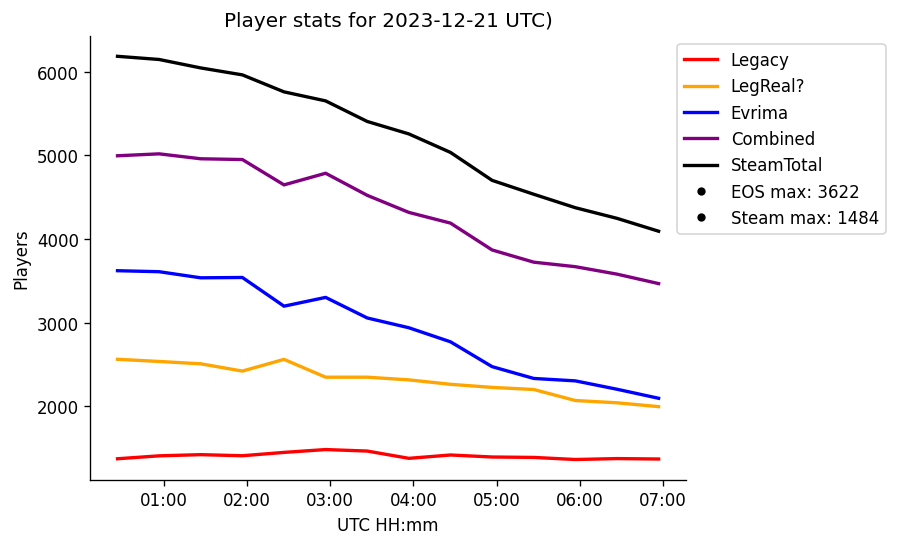 Player stats for 2023-12-21 UTC)
6000
5000
4000
3000
2000
Players
01:00 02:00 03:00 04:00 05:00 06:00 07:00
UTC HH:mm
Legacy
LegReal?
Evrima
Combined
SteamTotal
EOS max: 3622
Steam max: 1484